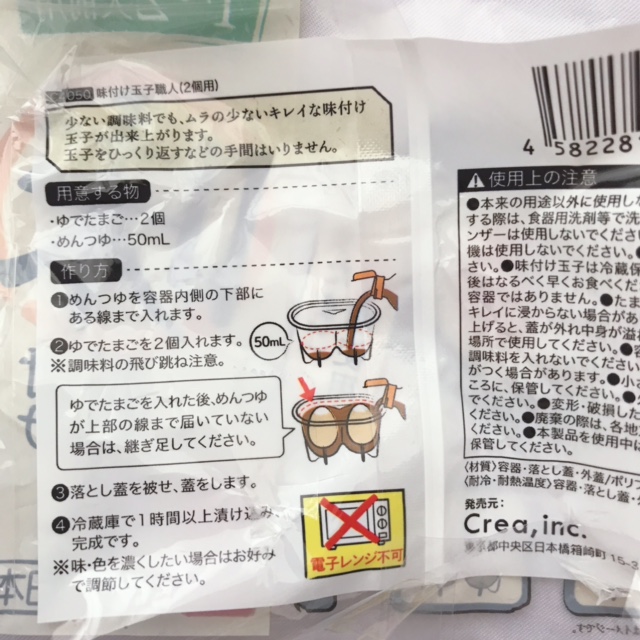 味付け玉子職人(2個用)
少ない調味料でも、ムラの少ないキレイな味付け
玉子が出来上がります。
玉子をひっくり返すなどの手間はいりません。
用意する物
・ゆでたまご…2個
・めんつゆ…50mL
作り方
❶めんつゆを容器内側の下部に
ある線まで入れます。
❷ゆでたまごを2個入れます。
※調味料の飛び跳ね注意。
50mL
ゆでたまごを入れた後、めんつゆ
が上部の線まで届いていない
場合は、継ぎ足してください。
❸落とし蓋を被せ、蓋をします。
❹冷蔵庫で1時間以上漬け込み、
完成です。
※味・色を濃くしたい場合はお好み
で調節してください。
電子レンジ不可
4 582281
使用上の注意
●本来の用途以外に使用しな
する際は、食器用洗剤等で洗
ンザーは使用しないでください
機は使用しないでください。
さい。●味付け玉子は冷蔵
後はなるべく早くお食べくだ
容器ではありません。●たま
キレイに浸からない場合が
上げると、蓋が外れ中身が溢
場所で使用してください。
調味料を入れないでください
がつく場合があります。●小
ころに、保管してください。
でください。●変形・破損した
ください。●廃棄の際は、各地
い。●本製品を使用中に
保管してください。
〈材質〉容器・落とし蓋・外蓋/ポリプ
〈耐冷・耐熱温度〉容器・落とし蓋・
発売元:
Crea,inc.
東京都中央区日本橋箱崎町 15-3